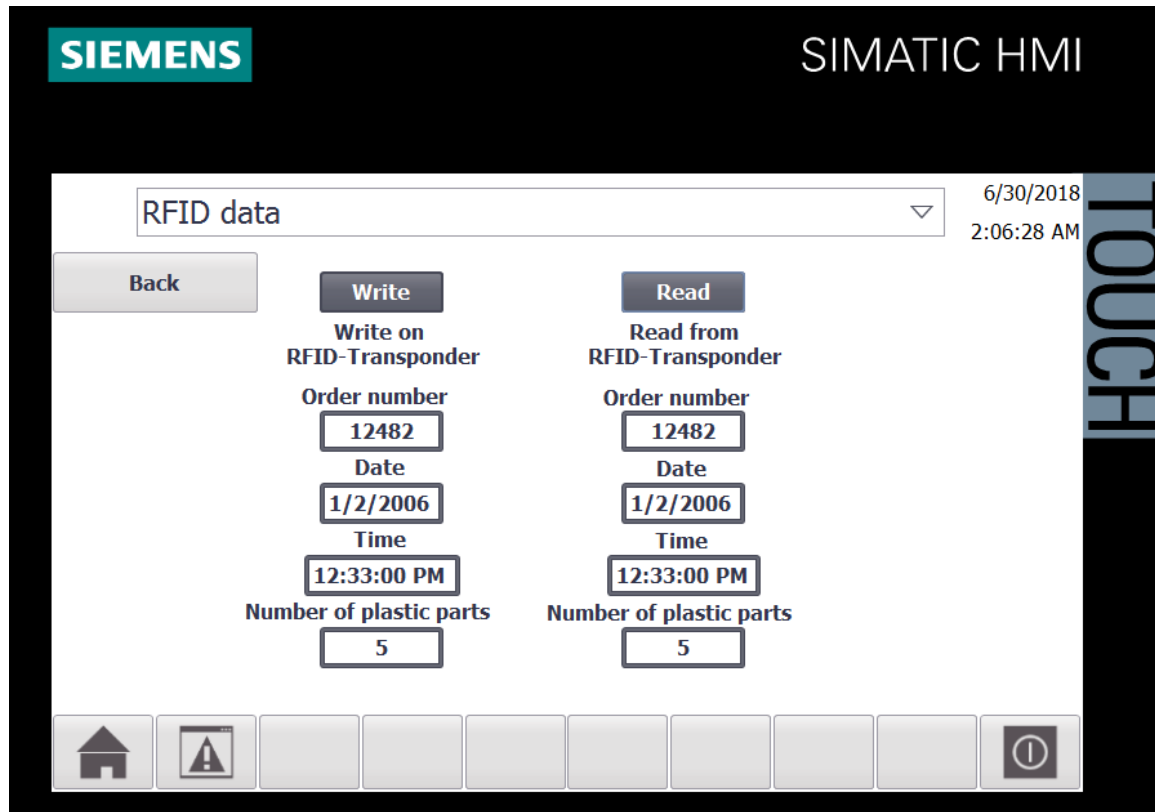 SIEMENS
SIMATIC HMI
TOUCH
RFID data
6/30/2018
2:06:28 AM
Back
Write
Read
Write on
RFID-Transponder
Read from
RFID-Transponder
Order number
Order number
12482
12482
Date
Date
1/2/2006
1/2/2006
Time
Time
12:33:00 PM
12:33:00 PM
Number of plastic parts
Number of plastic parts
5
5